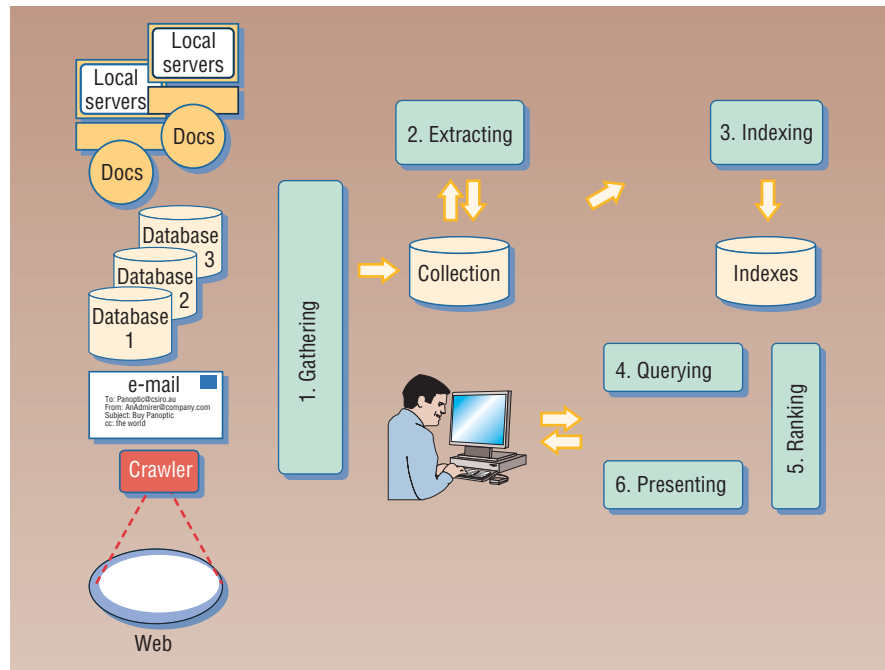 Local
servers
Local
servers
Docs
Docs
Database
3
Database
2
Database
1
e-mail
To: Panoptic@csiro.au
From: AnAdmirer@company.com
Subject: Buy Panoptic
cc: the world
Crawler
Web
1. Gathering
2. Extracting
Collection
3. Indexing
Indexes
4. Querying
5. Ranking
6. Presenting